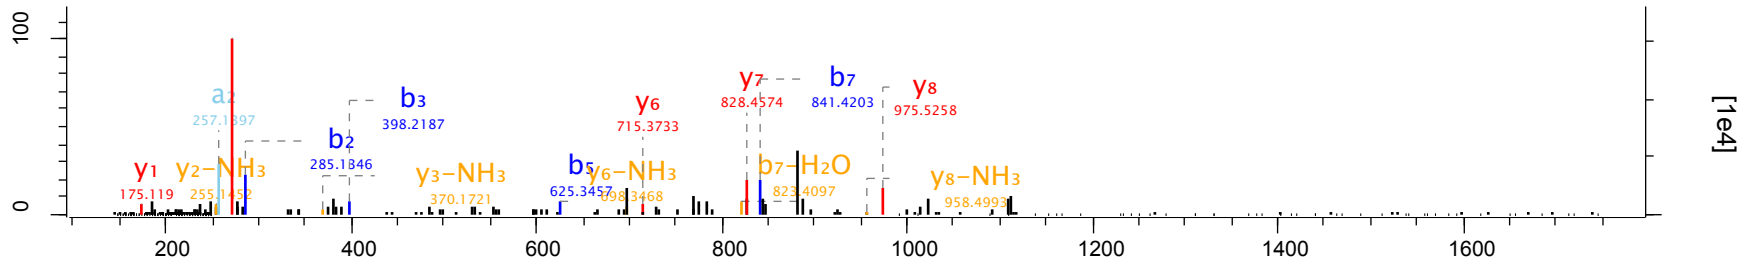 100
0
y1
175.119
y2-NH3
255.1452
a2
257.1397
b2
285.1346
b3
398.2187
y3-NH3
370.1721
b5
625.3457
y6-NH3
698.3468
y6
715.3733
y7
828.4574
b7-H2O
823.4097
b7
841.4203
y8
975.5258
y8-NH3
958.4993
[1e4]
200 400 600 800 1000 1200 1400 1600